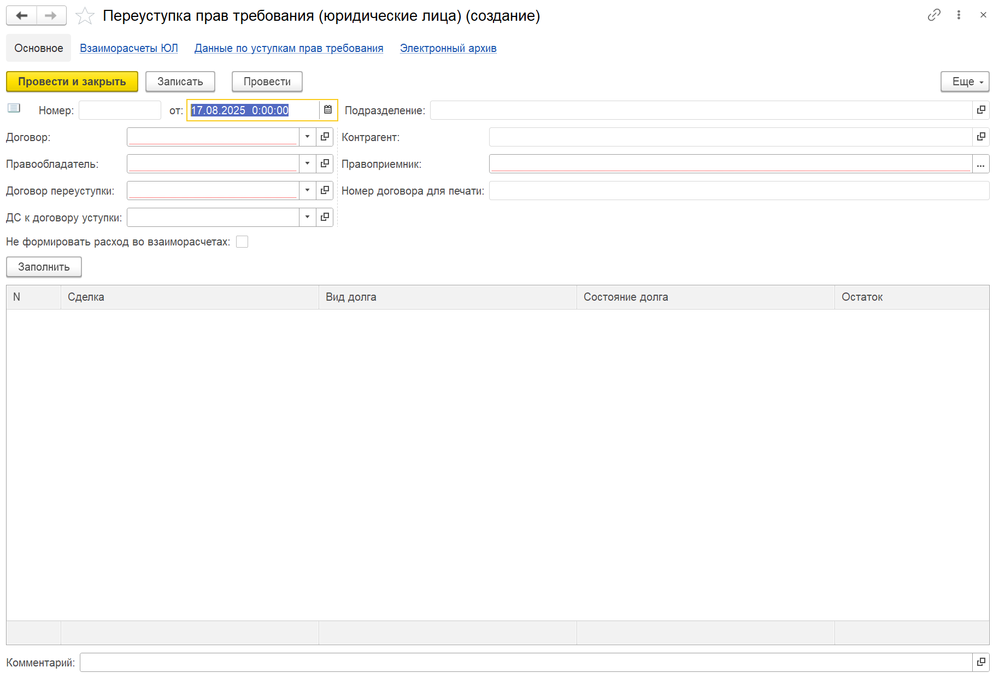 Переуступка прав требования (юридические лица) (создание)
Основное Взаиморасчеты ЮЛ Данные по уступкам прав требования Электронный архив
Провести и закрыть Записать Провести Еще
Номер: от: 17.08.2025 0:00:00 Подразделение:
Договор: Контрагент:
Правообладатель: Правоприемник:
Договор переуступки: Номер договора для печати:
ДС к договору уступки:
Не формировать расход во взаиморасчетах:
Заполнить
N Сделка Вид долга Состояние долга Остаток
Комментарий: